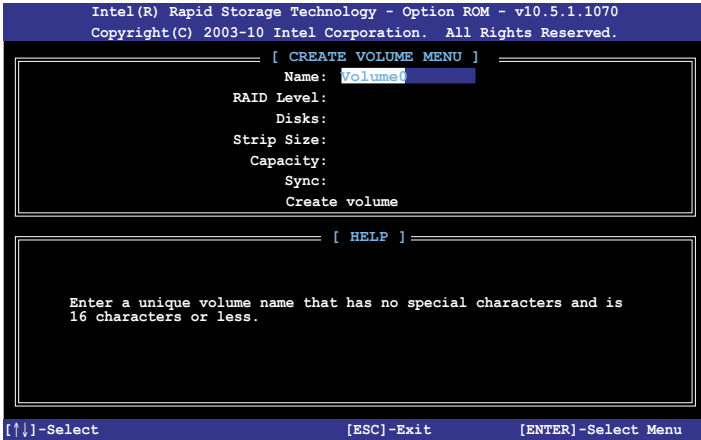 Intel(R) Rapid Storage Technology - Option ROM - v10.5.1.1070
Copyright(C) 2003-10 Intel Corporation. All Rights Reserved.
[ CREATE VOLUME MENU ]
Name: Volume0
RAID Level:
Disks:
Strip Size:
Capacity:
Sync:
Create volume
[ HELP ]
Enter a unique volume name that has no special characters and is
16 characters or less.
[↑↓]-Select [ESC]-Exit [ENTER]-Select Menu